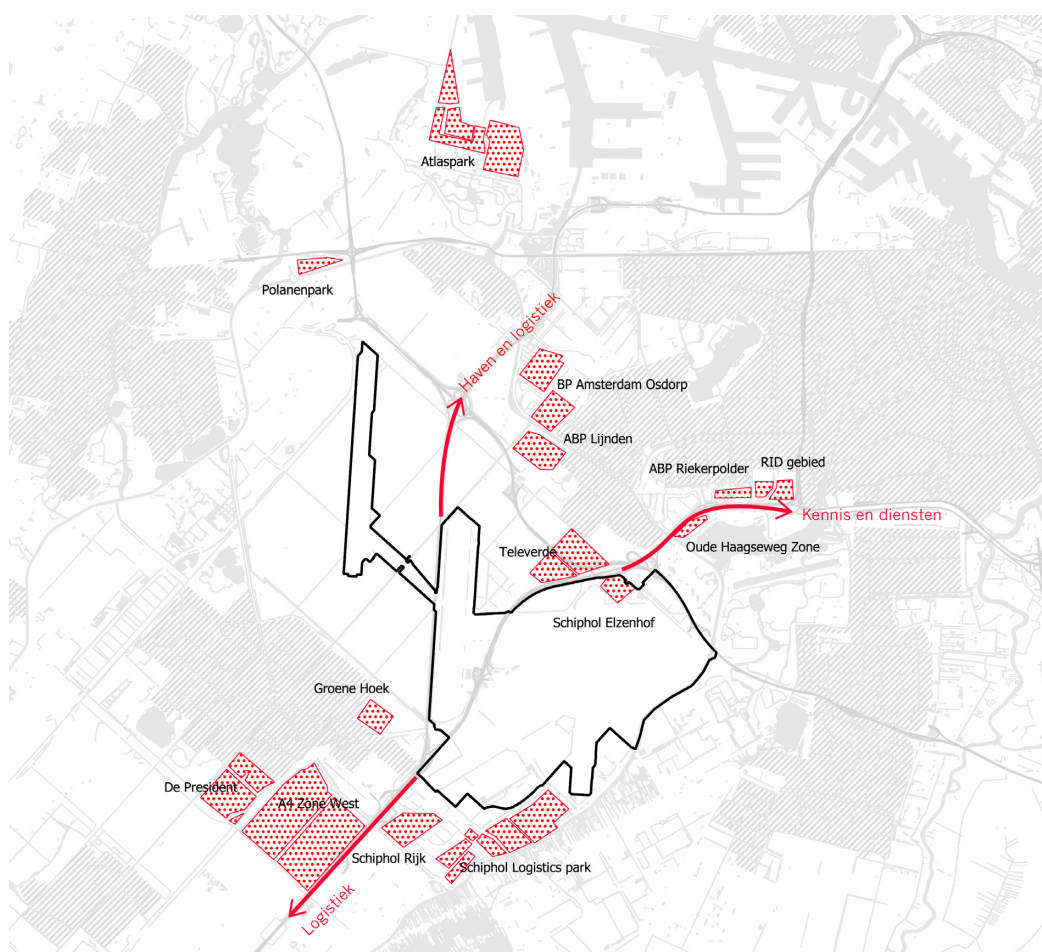 Atlaspark
Polanenpark
Haven en logistiek
BP Amsterdam Osdorp
ABP Lijnden
ABP Riekerpolder
RID gebied
Kennis en diensten
Oude Haagseweg Zone
Televerde
Schiphol Elzenhof
Groene Hoek
De President
A4 Zone West
Schiphol Rijk
Schiphol Logistics park
Logistiek